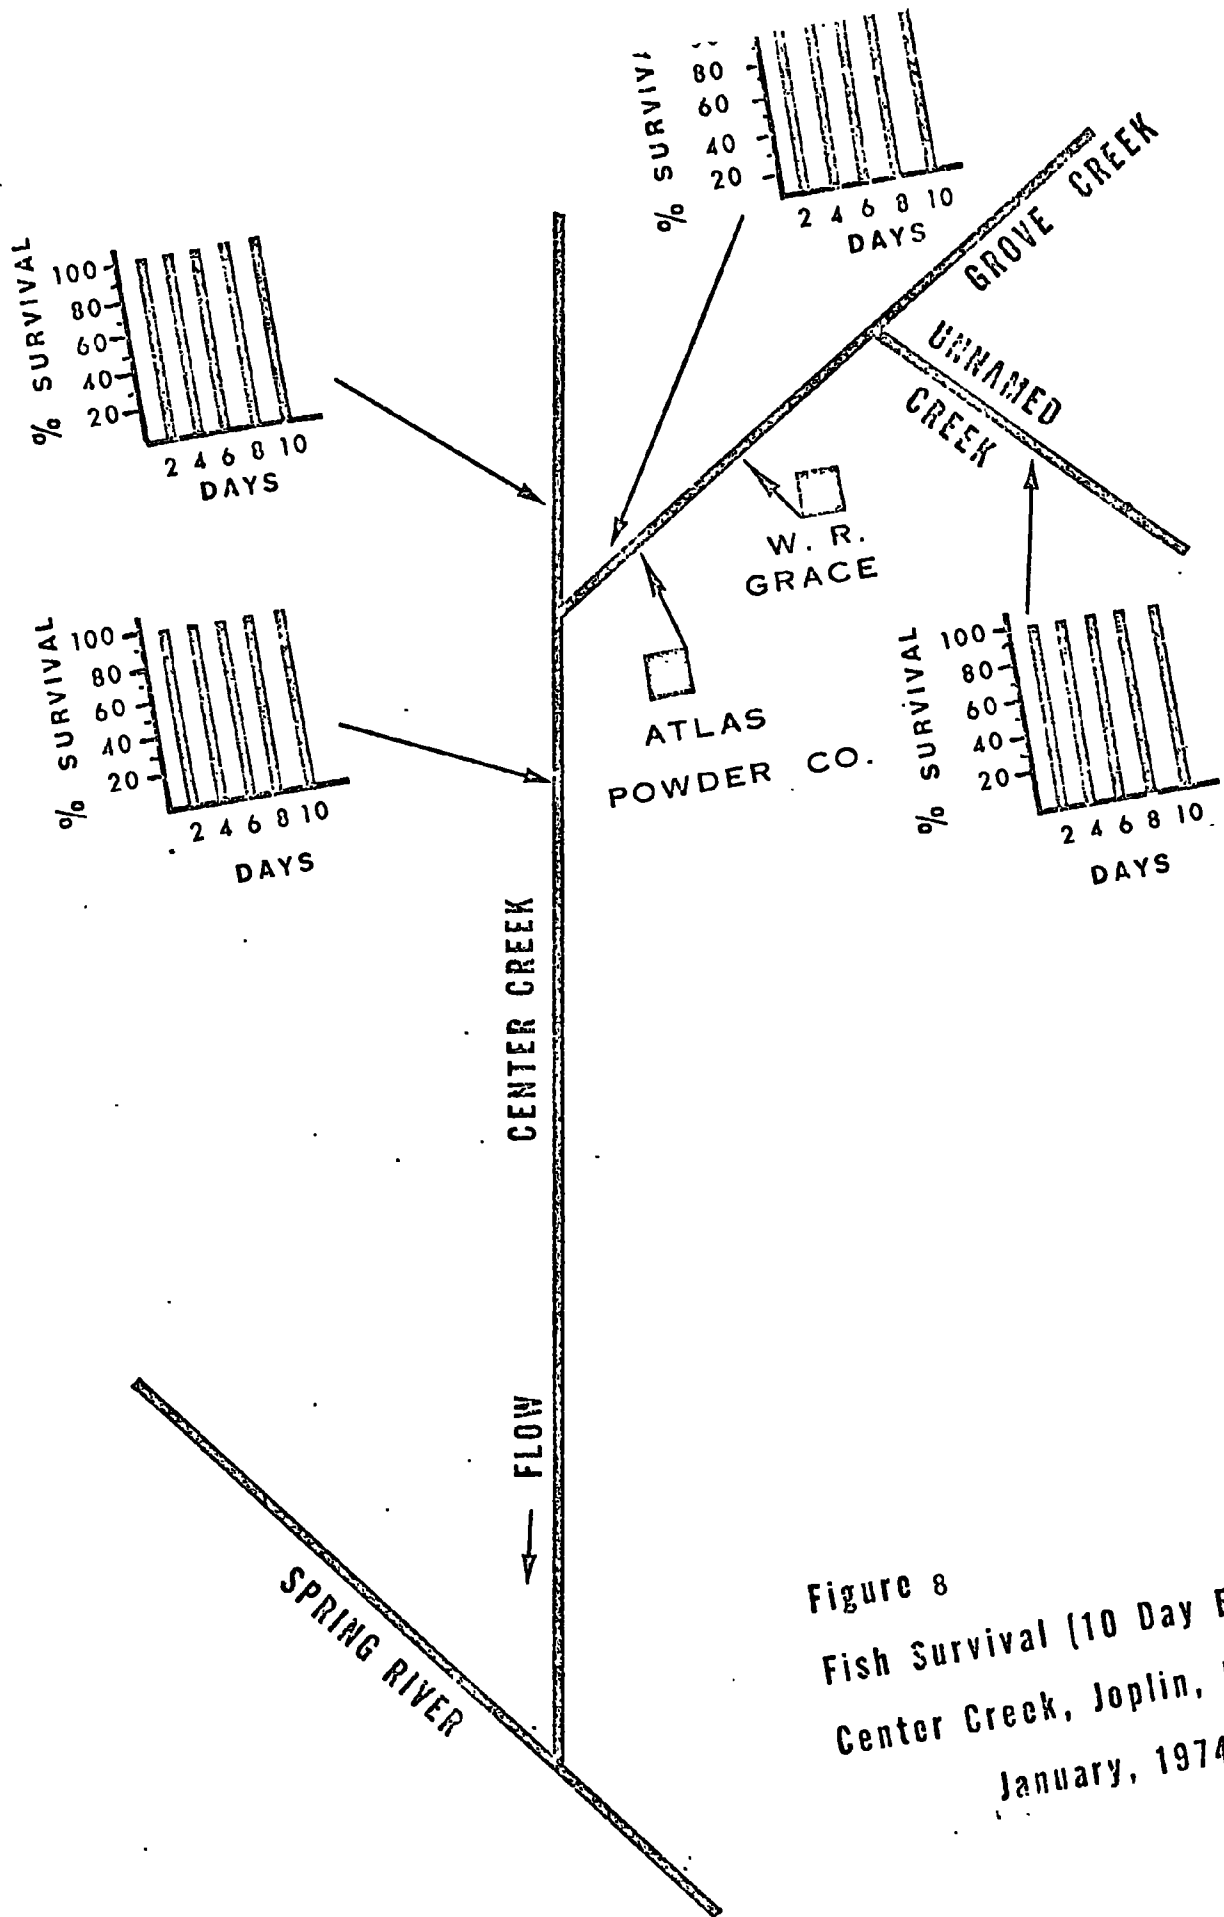 % SURVIVAL
80
60
40
20
2 4 6 8 10
DAYS
GROVE CREEK
UNNAMED
CREEK
% SURVIVAL
100
80
60
40
20
2 4 6 8 10
DAYS
W. R.
GRACE
% SURVIVAL
100
80
60
40
20
2 4 6 8 10
DAYS
ATLAS
POWDER CO.
% SURVIVAL
100
80
60
40
20
2 4 6 8 10
DAYS
CENTER CREEK
FLOW
SPRING RIVER
Figure 8
Fish Survival (10 Day
Center Creek, Joplin,
January, 1974